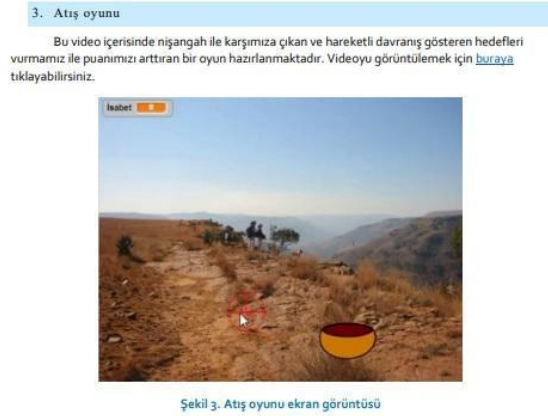 3. Atış oyunu
Bu video içerisinde nişangah ile karşımıza çıkan ve hareketli davranış gösteren hedefleri
vurmamız ile puanımızı arttıran bir oyun hazırlanmaktadır. Videoyu görüntülemek için buraya
tıklayabilirsiniz.
İsabet
Şekil 3. Atış oyunu ekran görüntüsü